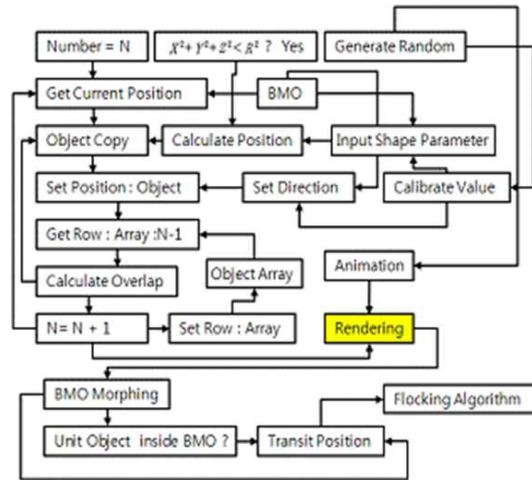 Number = N
X²+ Y²+ Z²< R² ? Yes
Generate Random
Get Current Position
BMO
Object Copy
Calculate Position
Input Shape Parameter
Set Position : Object
Set Direction
Calibrate Value
Get Row : Array :N-1
Object Array
Animation
Calculate Overlap
N= N + 1
Set Row : Array
Rendering
BMO Morphing
Flocking Algorithm
Unit Object inside BMO ?
Transit Position